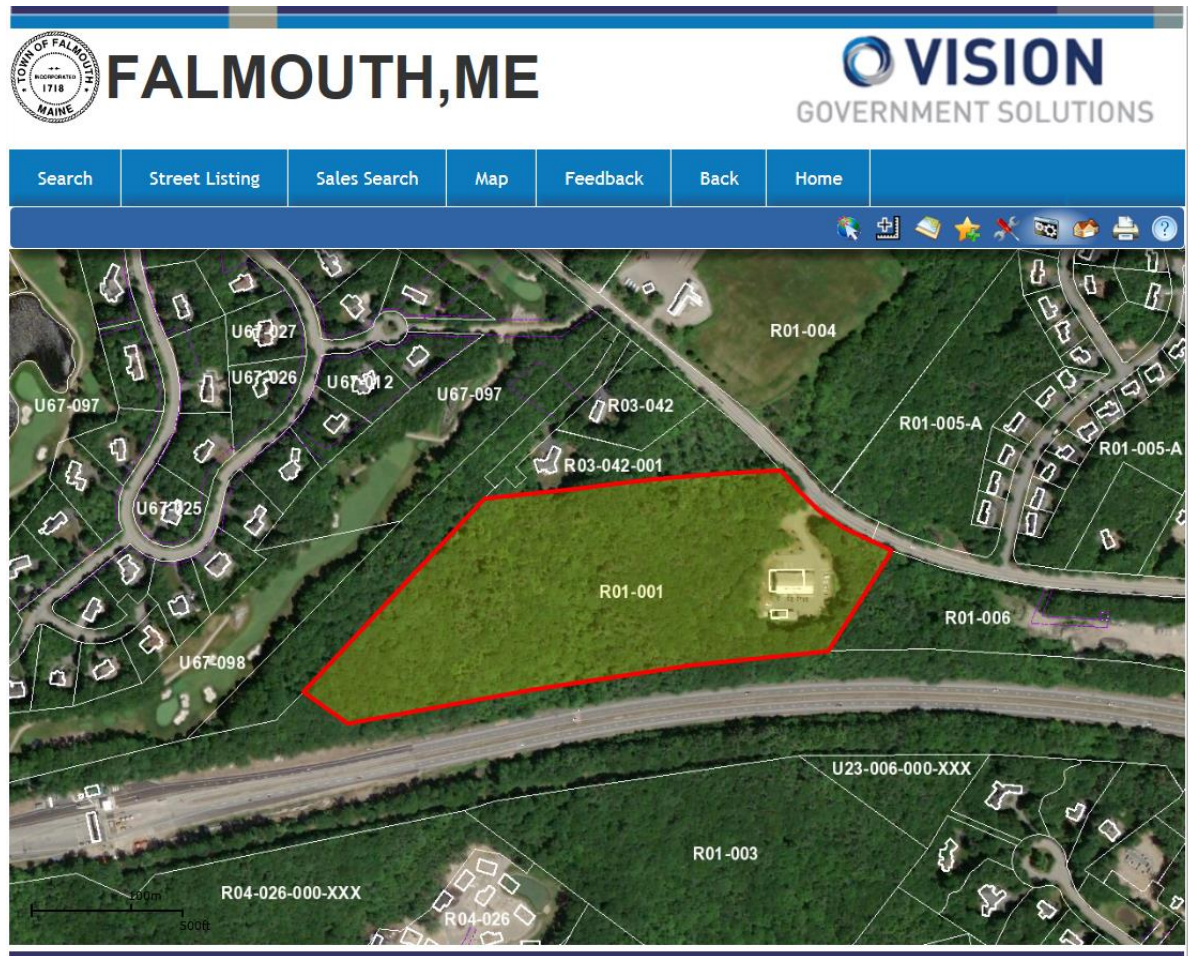 TOWN OF FALMOUTH
INCORPORATED
1718
MAINE
FALMOUTH,ME
VISION
GOVERNMENT SOLUTIONS
Search
Street Listing
Sales Search
Map
Feedback
Back
Home
R01-004
U67-027
U67-026
U67-012
U67-097
U67-097
R03-042
R01-005-A
R01-005-A
R03-042-001
U67-025
R01-001
R01-006
U67-098
U23-006-000-XXX
R01-003
R04-026-000-XXX
R04-026
100m
500ft